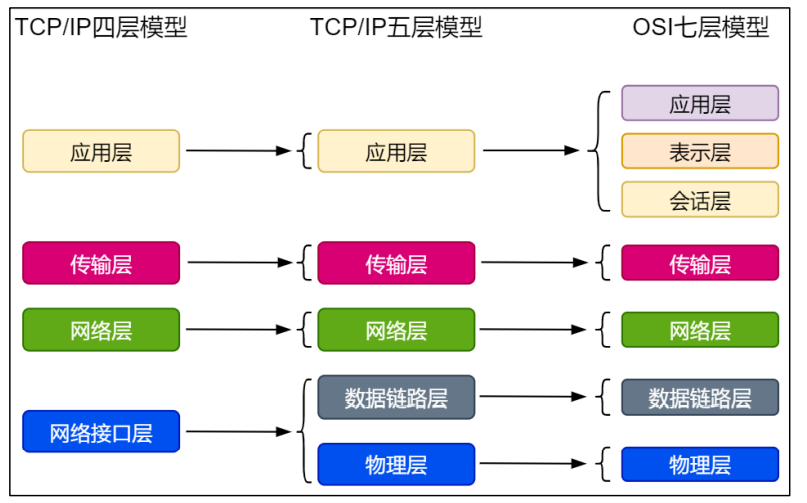 TCP/IP四层模型 TCP/IP五层模型 OSI七层模型
应用层
表示层
会话层
应用层 应用层
传输层 传输层 传输层
网络层 网络层 网络层
数据链路层 数据链路层
网络接口层
物理层 物理层